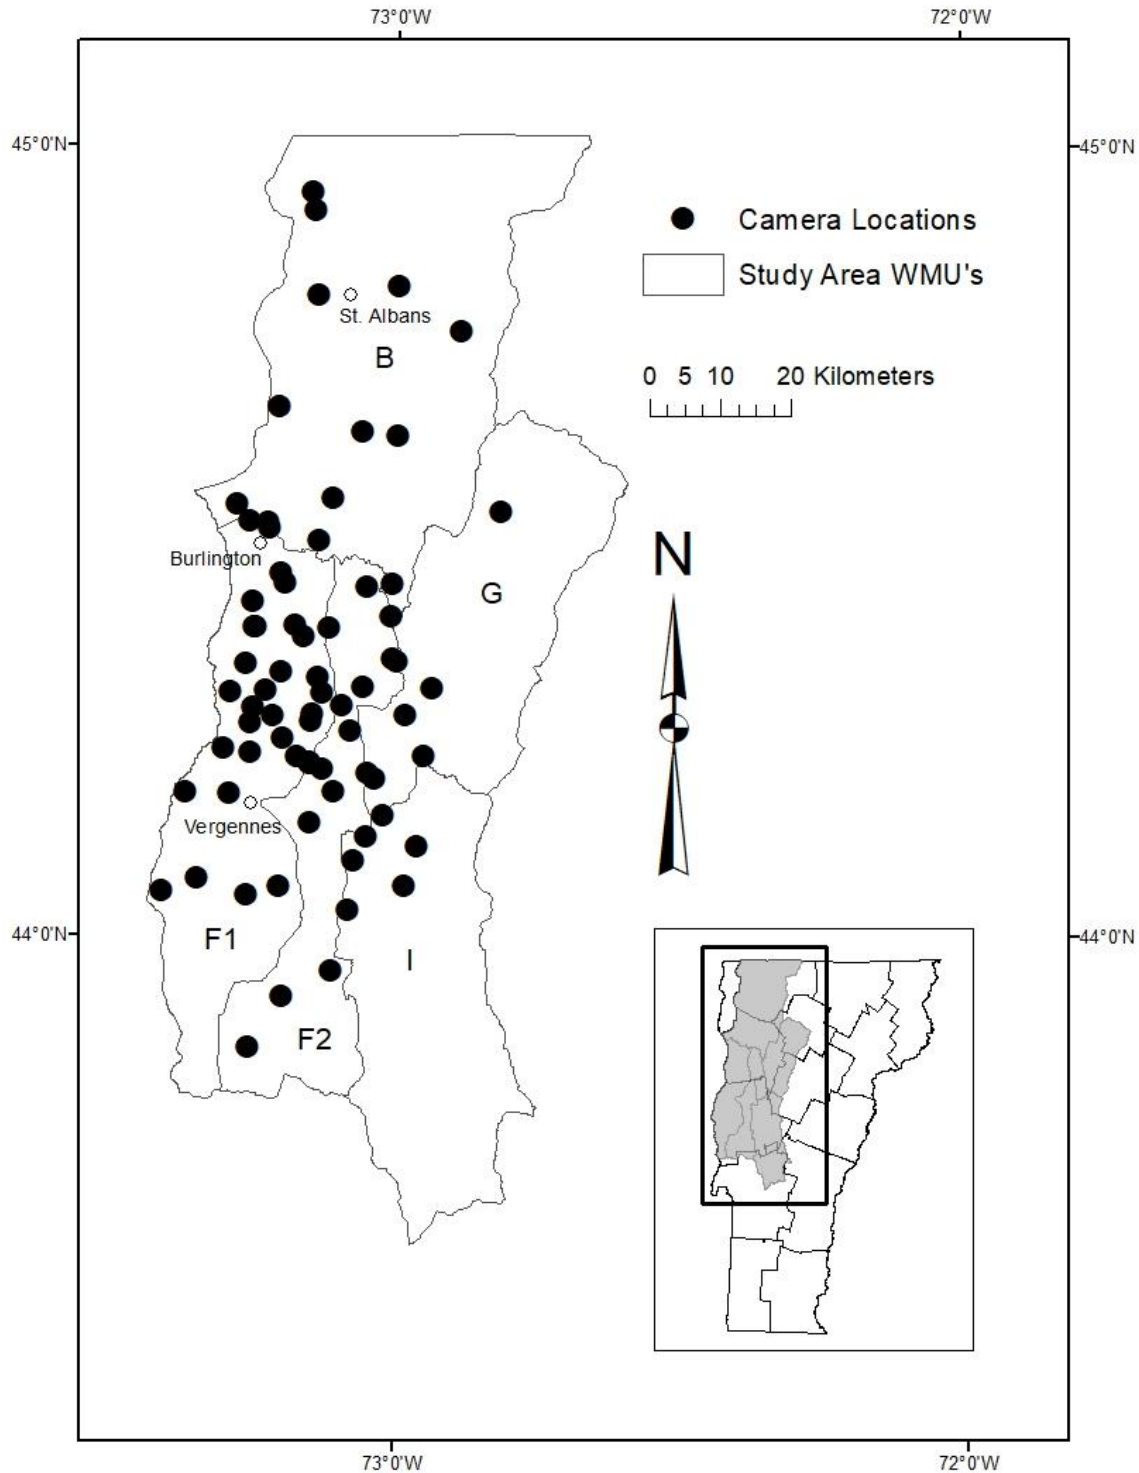 73°0'W
72°0'W
45°0'N
45°0'N
Camera Locations
Study Area WMU's
St. Albans
B
0 5 10 20 Kilometers
N
Burlington
G
Vergennes
44°0'N
44°0'N
F1
I
F2
73°0'W
72°0'W